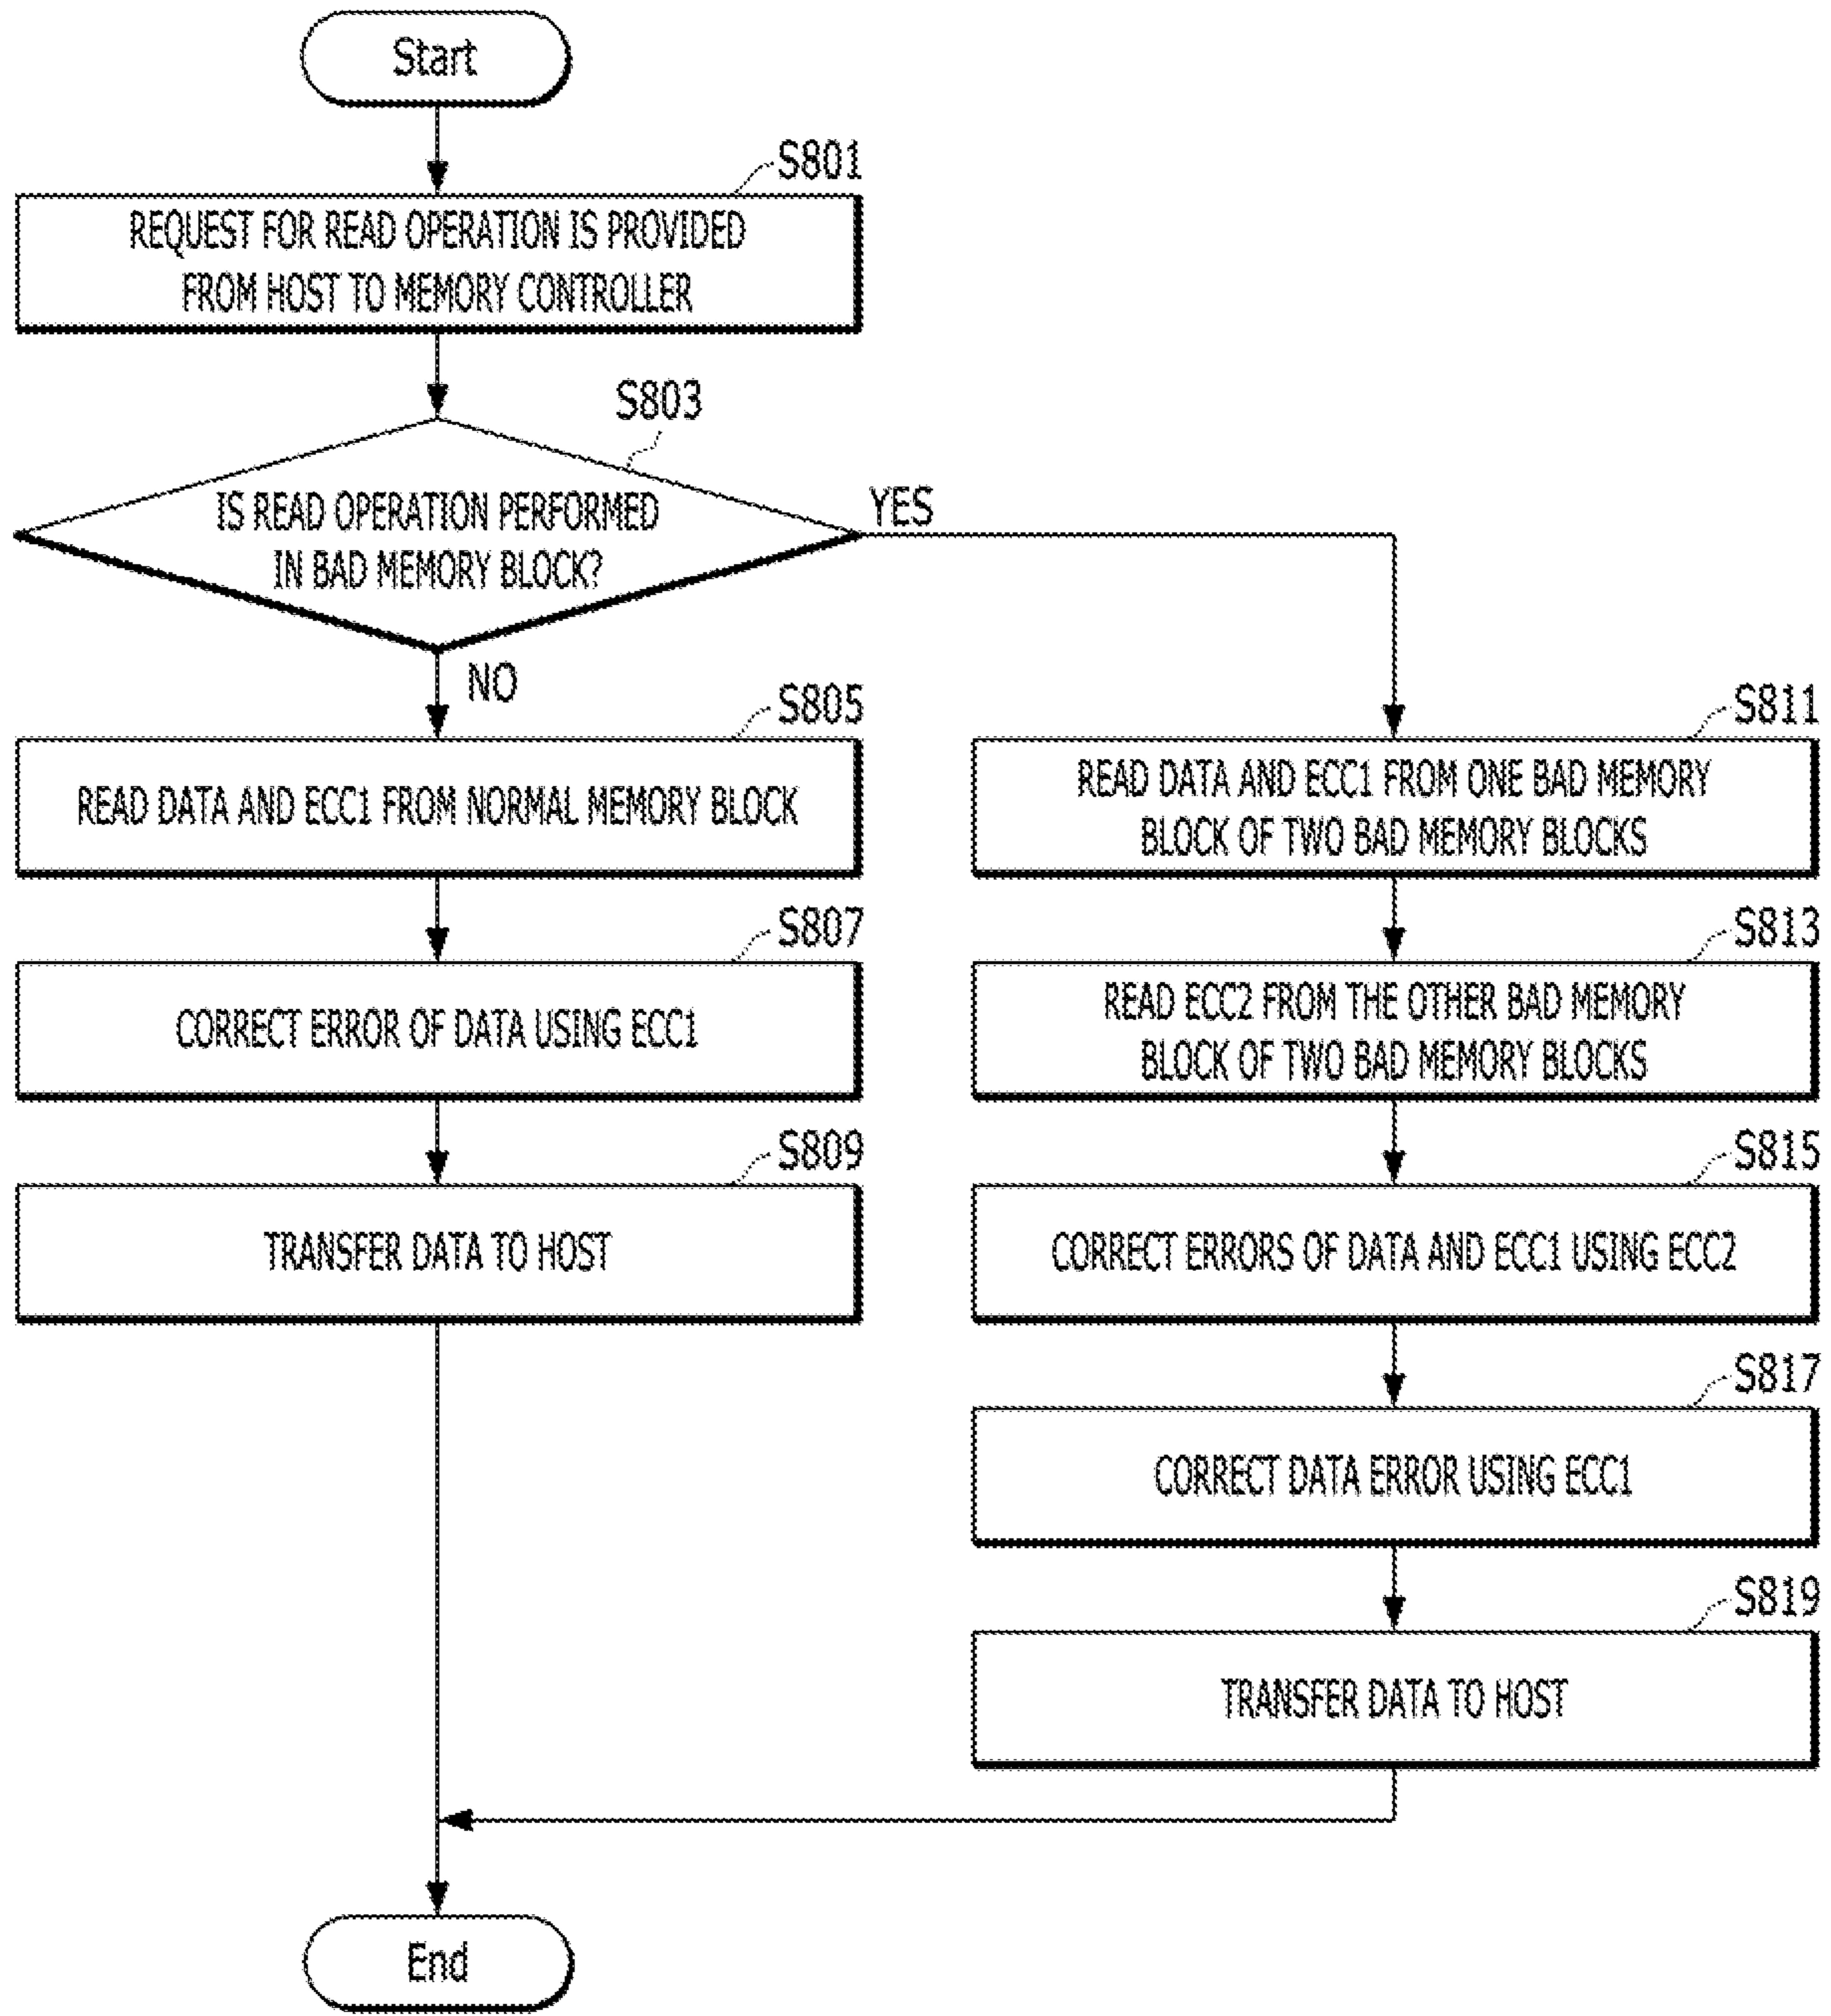 Start
S801
REQUEST FOR READ OPERATION IS PROVIDED
FROM HOST TO MEMORY CONTROLLER
S803
IS READ OPERATION PERFORMED
IN BAD MEMORY BLOCK?
YES
NO
S805
READ DATA AND ECC1 FROM NORMAL MEMORY BLOCK
S807
CORRECT ERROR OF DATA USING ECC1
S809
TRANSFER DATA TO HOST
S811
READ DATA AND ECC1 FROM ONE BAD MEMORY
BLOCK OF TWO BAD MEMORY BLOCKS
S813
READ ECC2 FROM THE OTHER BAD MEMORY
BLOCK OF TWO BAD MEMORY BLOCKS
S815
CORRECT ERRORS OF DATA AND ECC1 USING ECC2
S817
CORRECT DATA ERROR USING ECC1
S819
TRANSFER DATA TO HOST
End